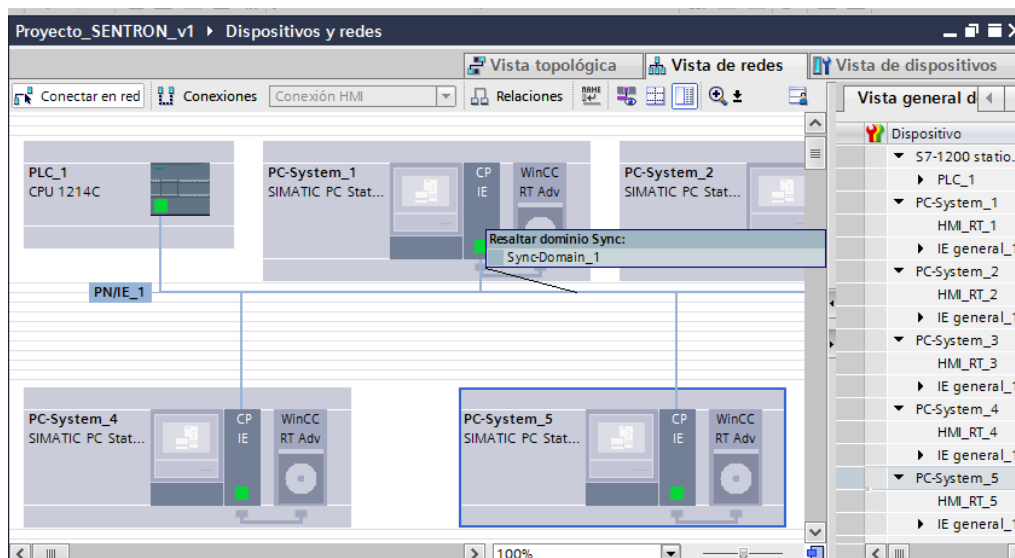 Proyecto_SENTRON_v1 ▸ Dispositivos y redes
Vista topológica
Vista de redes
Vista de dispositivos
Conectar en red
Conexiones
Conexión HMI
Relaciones
Vista general d
Dispositivo
S7-1200 statio.
PLC_1
PC-System_1
HMI_RT_1
IE general_1
PC-System_2
HMI_RT_2
IE general_1
PC-System_3
HMI_RT_3
IE general_1
PC-System_4
HMI_RT_4
IE general_1
PC-System_5
HMI_RT_5
IE general_1
PLC_1
CPU 1214C
PC-System_1
SIMATIC PC Stat...
CP
IE
WinCC
RT Adv
PC-System_2
SIMATIC PC Stat...
Resaltar dominio Sync:
Sync-Domain_1
PN/IE_1
PC-System_4
SIMATIC PC Stat...
CP
IE
WinCC
RT Adv
PC-System_5
SIMATIC PC Stat...
CP
IE
WinCC
RT Adv
100%